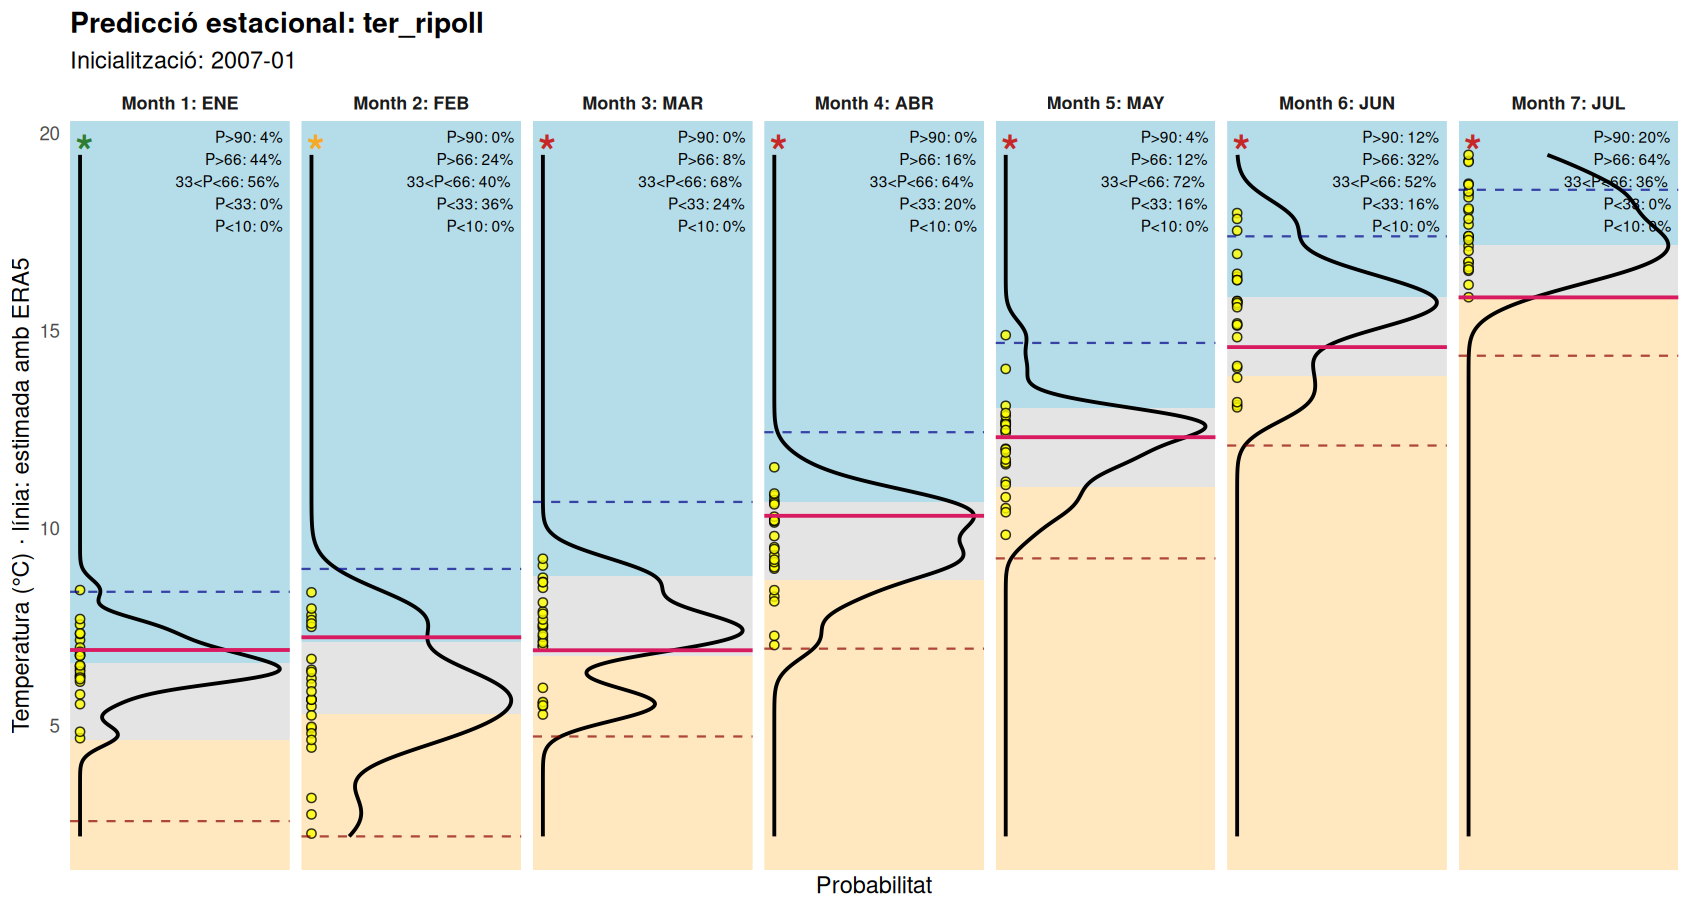 Predicció estacional: ter_ripoll
Inicialització: 2007-01
Month 1: ENE
Month 2: FEB
Month 3: MAR
Month 4: ABR
Month 5: MAY
Month 6: JUN
Month 7: JUL
P>90: 4%
P>66: 44%
33<P<66: 56%
P<33: 0%
P<10: 0%
P>90: 0%
P>66: 24%
33<P<66: 40%
P<33: 36%
P<10: 0%
P>90: 0%
P>66: 8%
33<P<66: 68%
P<33: 24%
P<10: 0%
P>90: 0%
P>66: 16%
33<P<66: 64%
P<33: 20%
P<10: 0%
P>90: 4%
P>66: 12%
33<P<66: 72%
P<33: 16%
P<10: 0%
P>90: 12%
P>66: 32%
33<P<66: 52%
P<33: 16%
P<10: 0%
P>90: 20%
P>66: 64%
33<P<66: 36%
P<33: 0%
P<10: 0%
20
15
10
5
Temperatura (°C) · línia: estimada amb ERA5
Probabilitat